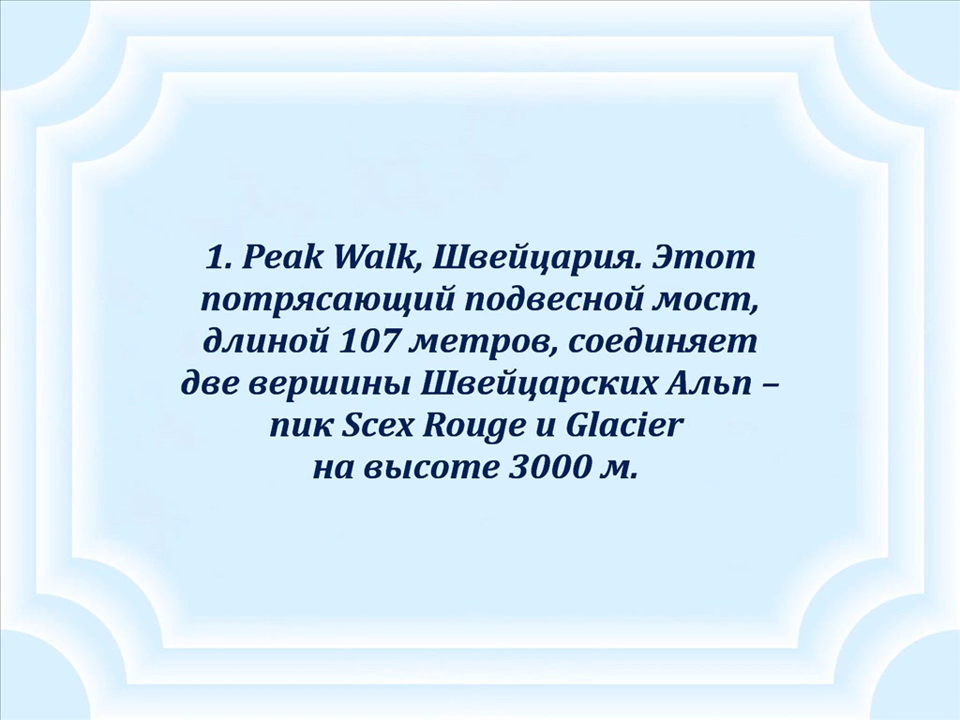 1. Peak Walk, Швейцария. Этот
потрясающий подвесной мост,
длиной 107 метров, соединяет
две вершины Швейцарских Альп –
пик Scex Rouge и Glacier
на высоте 3000 м.